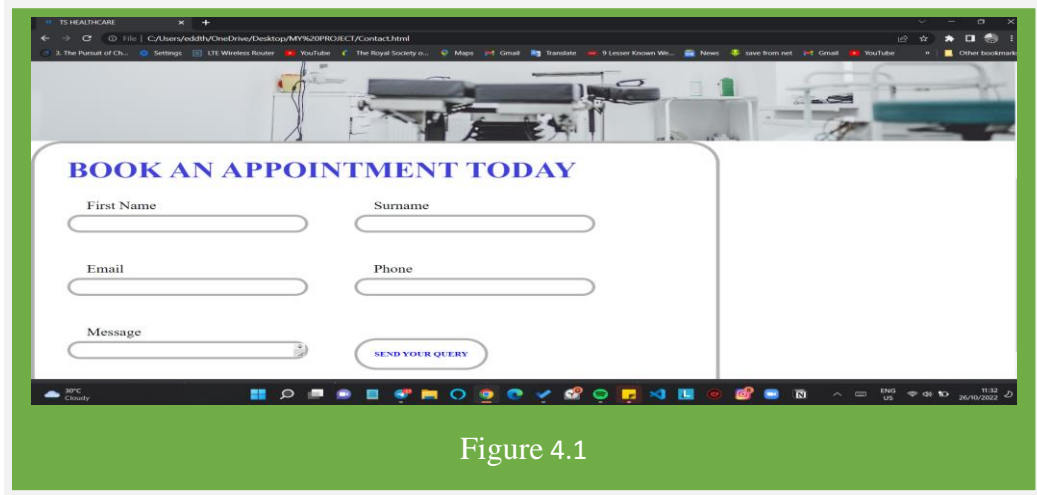 TS HEALTHCARE
File | C:/Users/eddth/OneDrive/Desktop/MY%20PROJECT/Contact.html
3. The Pursuit of Ch... Settings LTE Wireless Router YouTube The Royal Society o... Maps Gmail Translate 9 Lesser Known We... News save from net Gmail YouTube » Other bookmarks
BOOK AN APPOINTMENT TODAY
First Name Surname
Email Phone
Message
SEND YOUR QUERY
30°C
Cloudy
ENG
US
11:32
26/10/2022
Figure 4.1